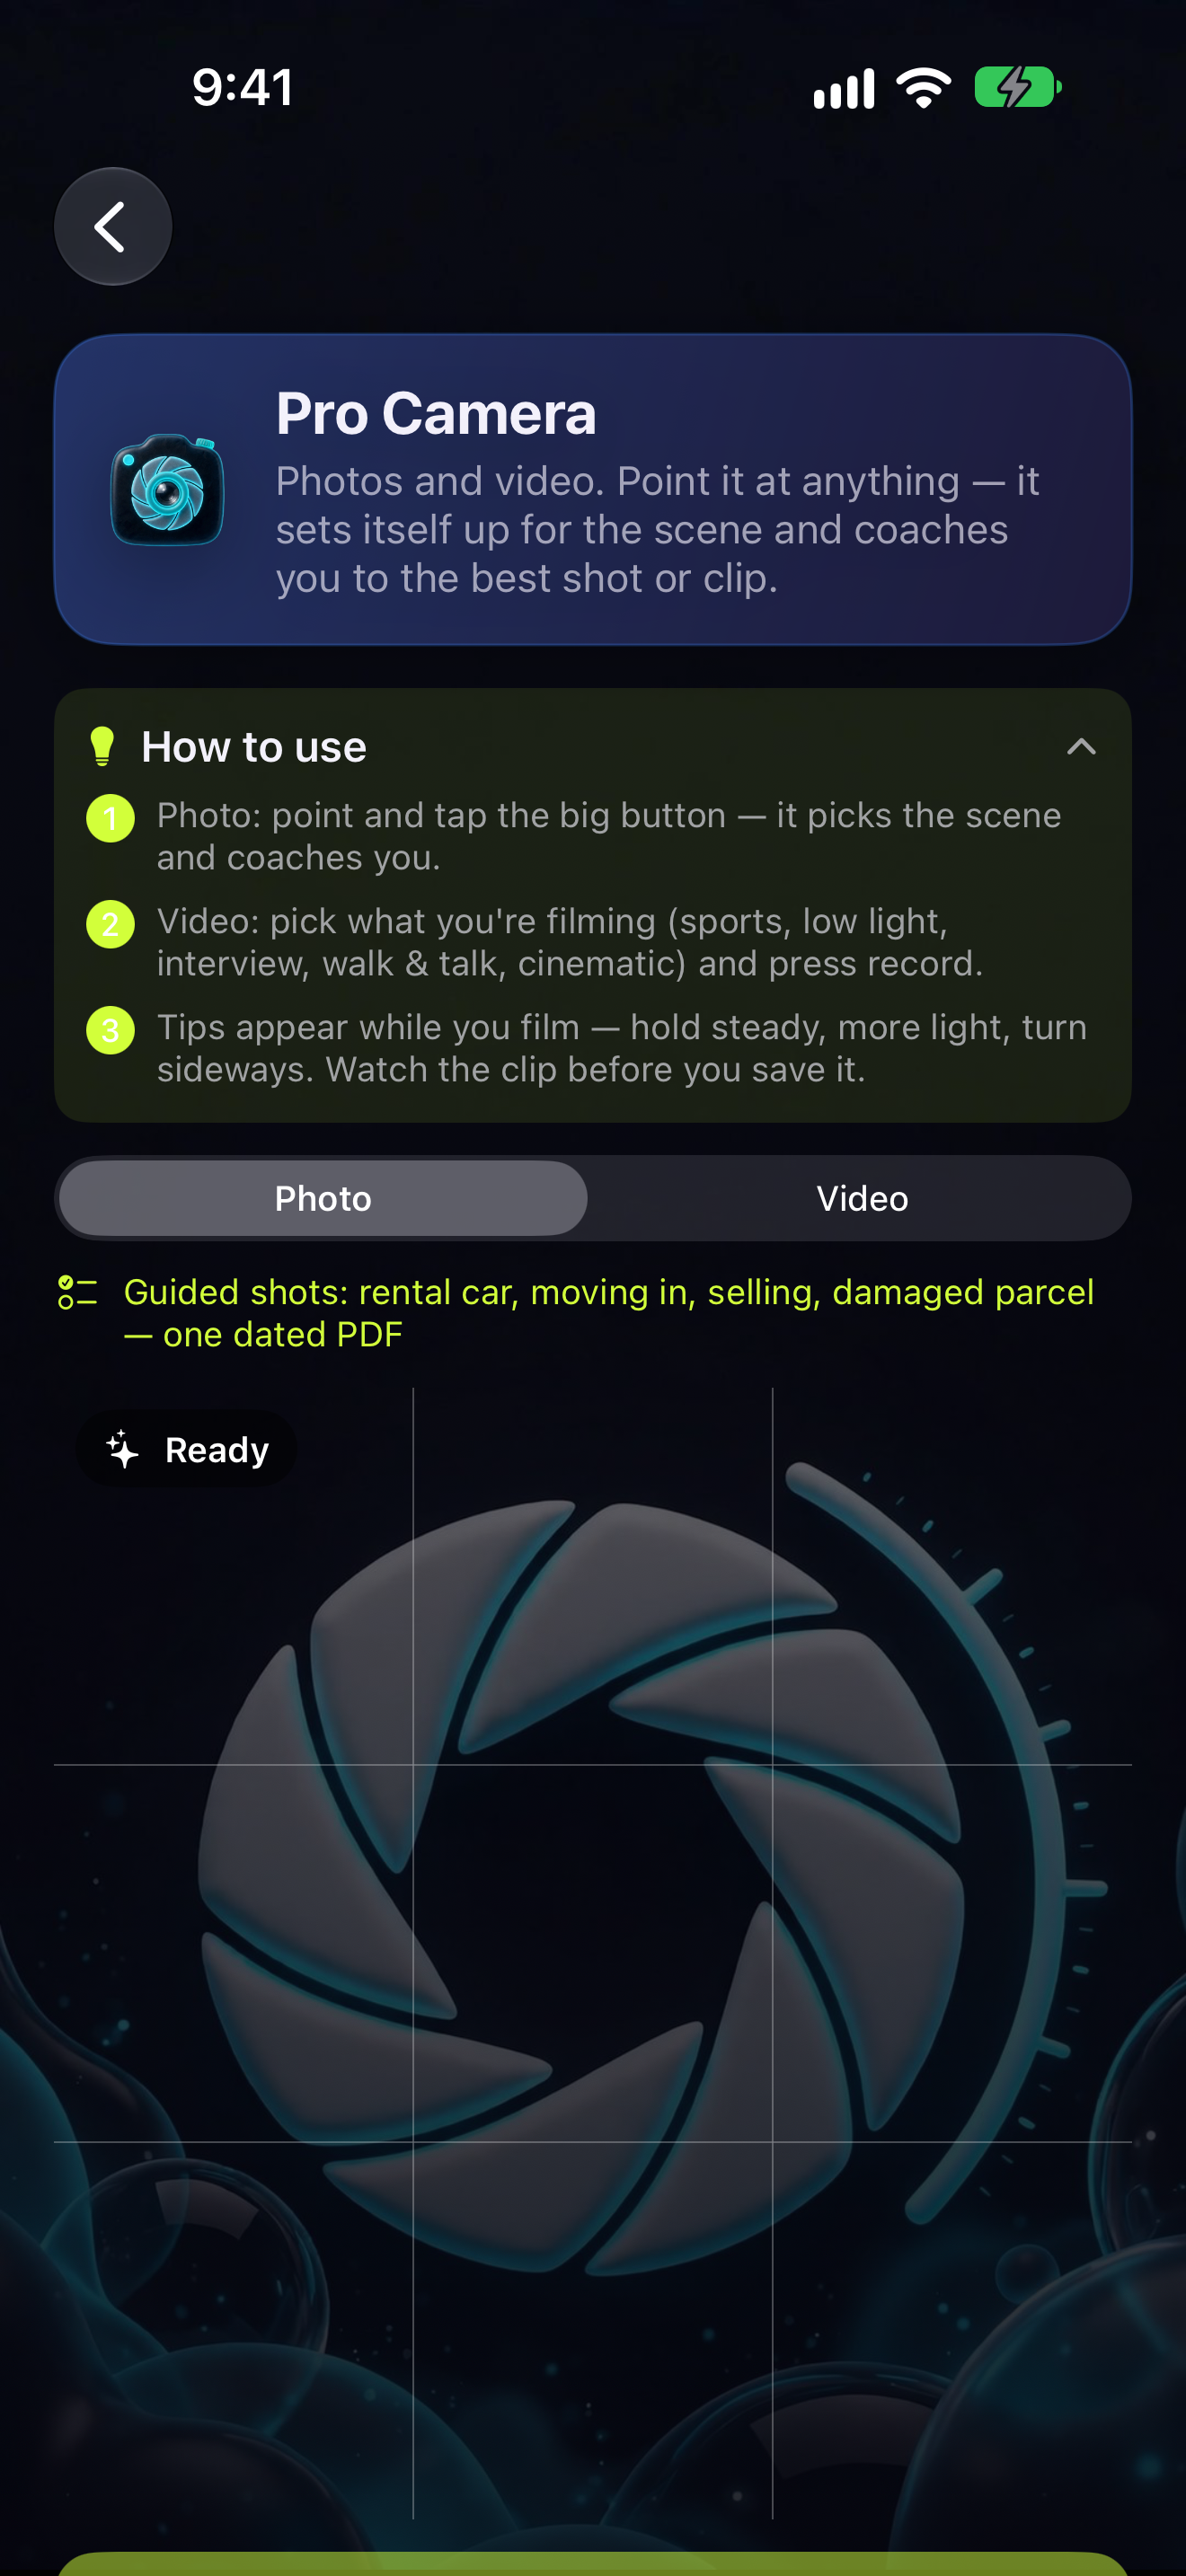 9:41
Pro Camera
Photos and video. Point it at anything — it
sets itself up for the scene and coaches
you to the best shot or clip.
How to use
1 Photo: point and tap the big button — it picks the scene
and coaches you.
2 Video: pick what you're filming (sports, low light,
interview, walk & talk, cinematic) and press record.
3 Tips appear while you film — hold steady, more light, turn
sideways. Watch the clip before you save it.
Photo Video
Guided shots: rental car, moving in, selling, damaged parcel
— one dated PDF
Ready